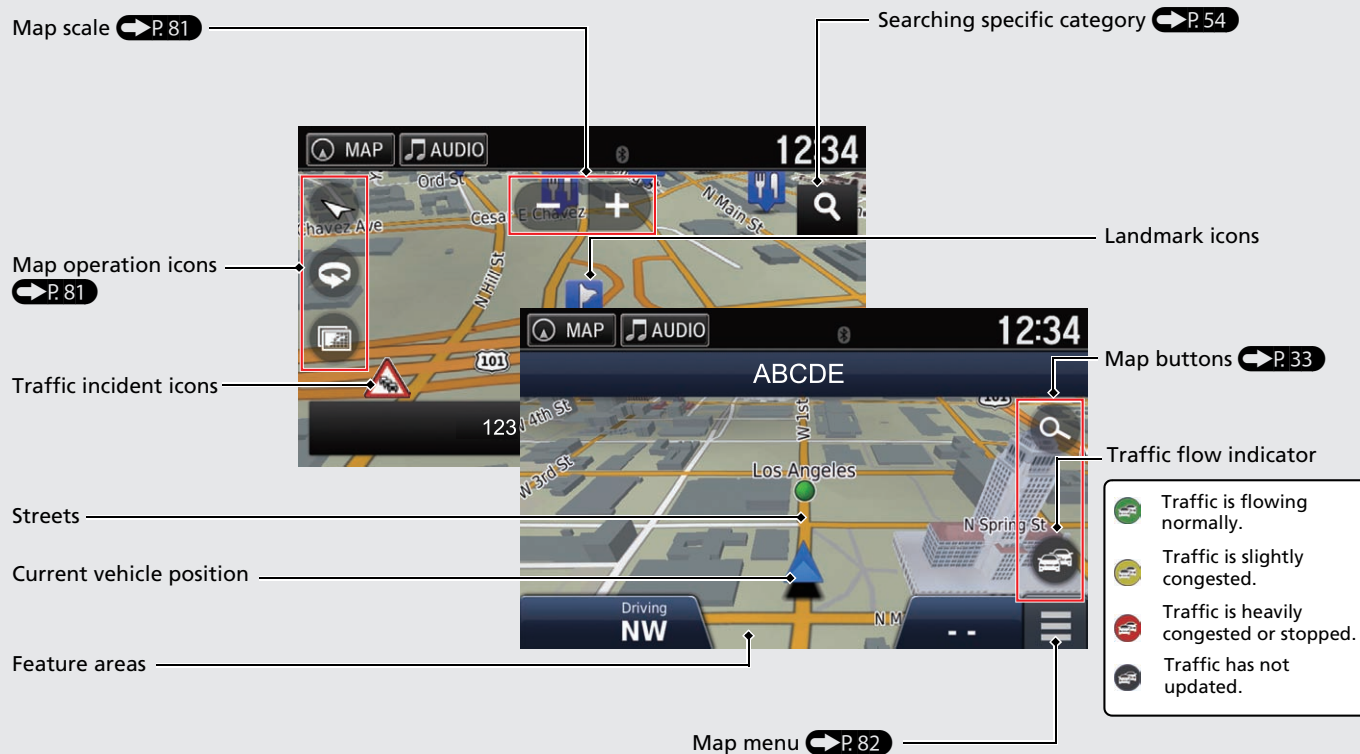 Map scale P. 81
Searching specific category P. 54
MAP
AUDIO
12:34
Ord St
Cesa E Chavez
Chavez Ave
N Main St
N Hill St
101
123
Map operation icons
P. 81
Landmark icons
Traffic incident icons
MAP
AUDIO
12:34
ABCDE
Map buttons P. 33
101
4th St
W 1st
W 3rd St
Los Angeles
N Spring St
N M
Driving
NW
- -
Traffic flow indicator
Traffic is flowing
normally.
Traffic is slightly
congested.
Traffic is heavily
congested or stopped.
Traffic has not
updated.
Streets
Current vehicle position
Feature areas
Map menu P. 82